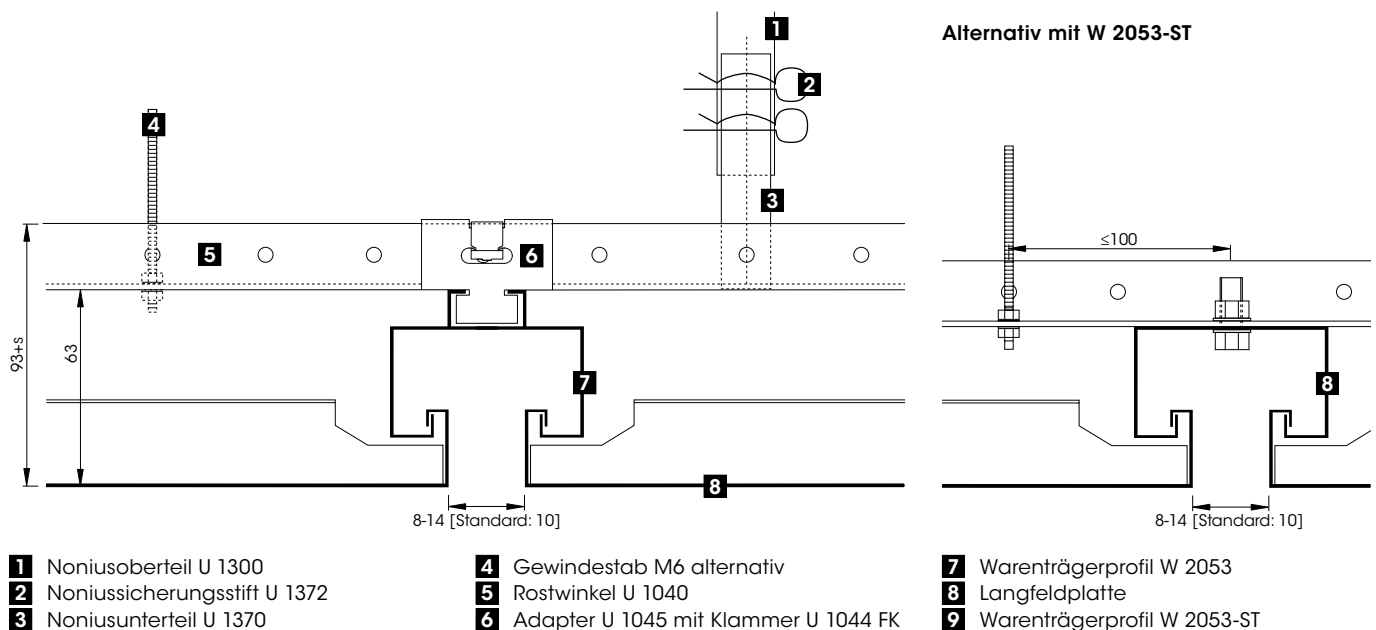 Alternativ mit W 2053-ST
1
2
4
3
≤100
5
6
93+s
63
7
8
8
8-14 [Standard: 10]
8-14 [Standard: 10]
1 Noniusoberteil U 1300
2 Noniussicherungsstift U 1372
3 Noniusunterteil U 1370
4 Gewindestab M6 alternativ
5 Rostwinkel U 1040
6 Adapter U 1045 mit Klammer U 1044 FK
7 Warenträgerprofil W 2053
8 Langfeldplatte
9 Warenträgerprofil W 2053-ST